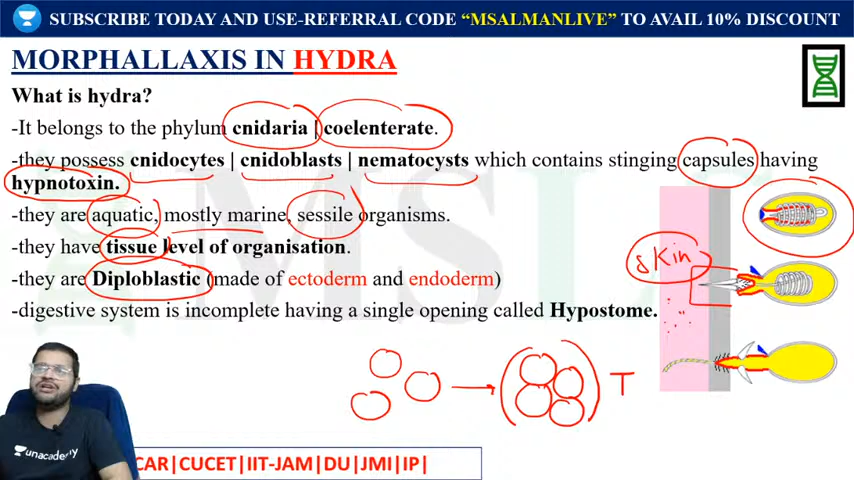 SUBSCRIBE TODAY AND USE-REFERRAL CODE “MSALMANLIVE” TO AVAIL 10% DISCOUNT
MORPHALLAXIS IN HYDRA
What is hydra?
-It belongs to the phylum cnidaria | coelenterate.
-they possess cnidocytes | cnidoblasts | nematocysts which contains stinging capsules having
hypnotoxin.
-they are aquatic, mostly marine, sessile organisms.
-they have tissue level of organisation.
skin
-they are Diploblastic (made of ectoderm and endoderm)
-digestive system is incomplete having a single opening called Hypostome.
T
unacademy
CAR|CUCET|IIT-JAM|DU|JMI|IP|